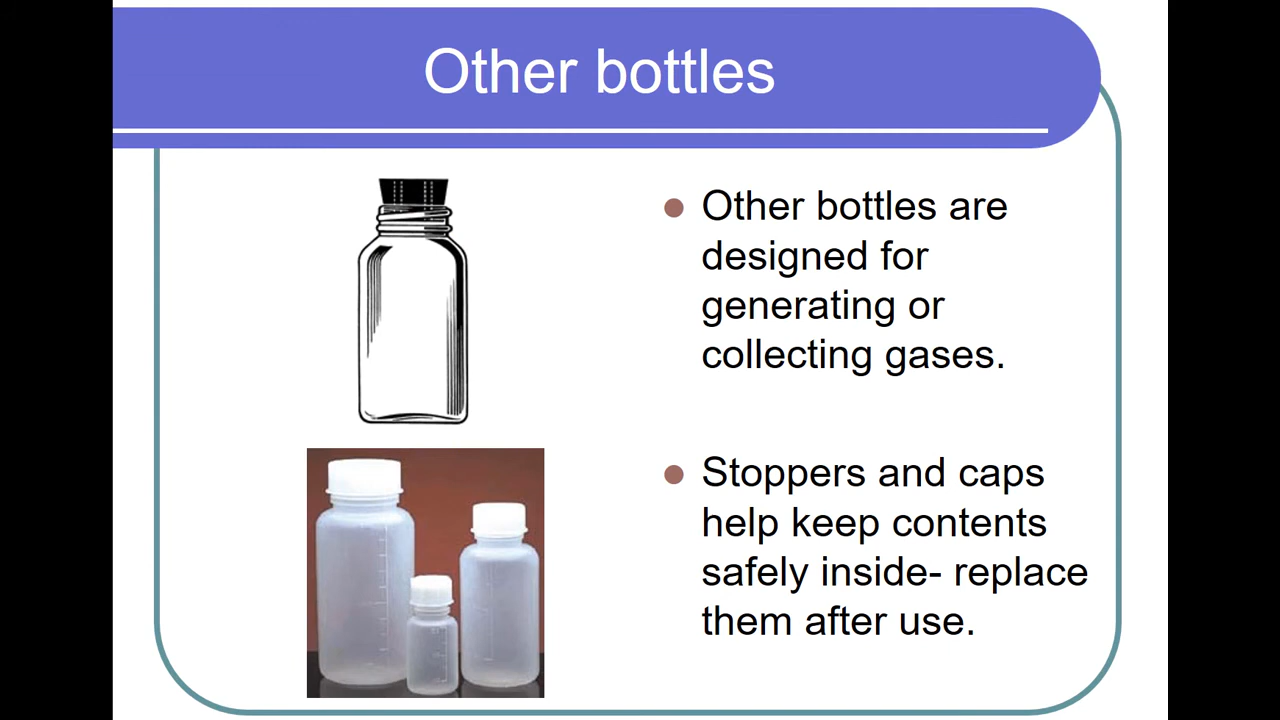 Other bottles
Other bottles are
designed for
generating or
collecting gases.
Stoppers and caps
help keep contents
safely inside- replace
them after use.